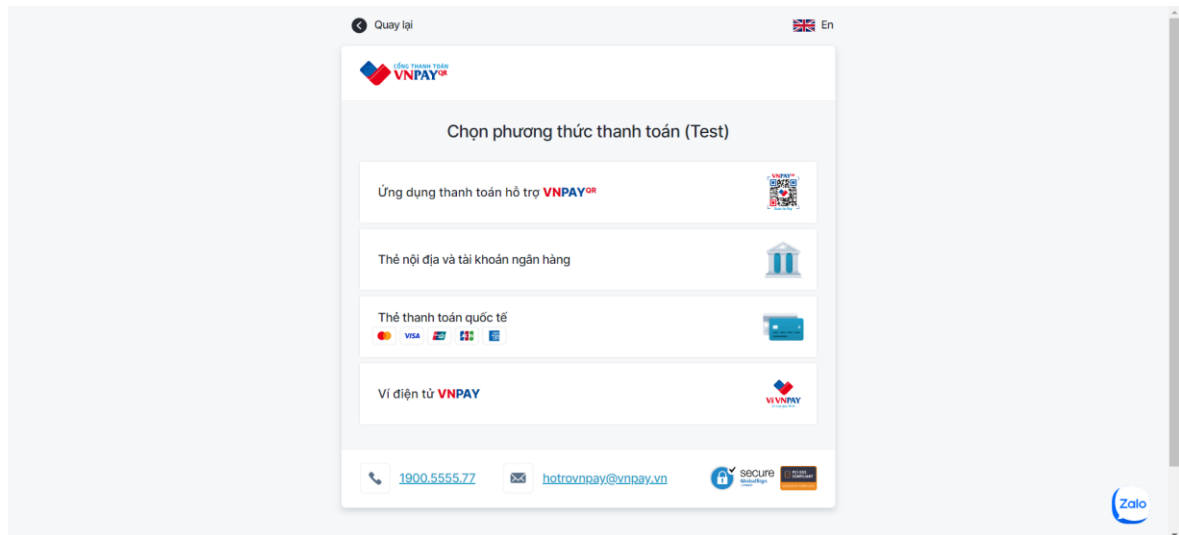 Quay lại
En
CỔNG THANH TOÁN
VNPAYQR
Chọn phương thức thanh toán (Test)
Ứng dụng thanh toán hỗ trợ VNPAYQR
VNPAYQR
Thẻ nội địa và tài khoản ngân hàng
Thẻ thanh toán quốc tế
VISA
Ví điện tử VNPAY
Ví VNPAY
1900.5555.77
hotrovnpay@vnpay.vn
secure
GlobalSign
Zalo